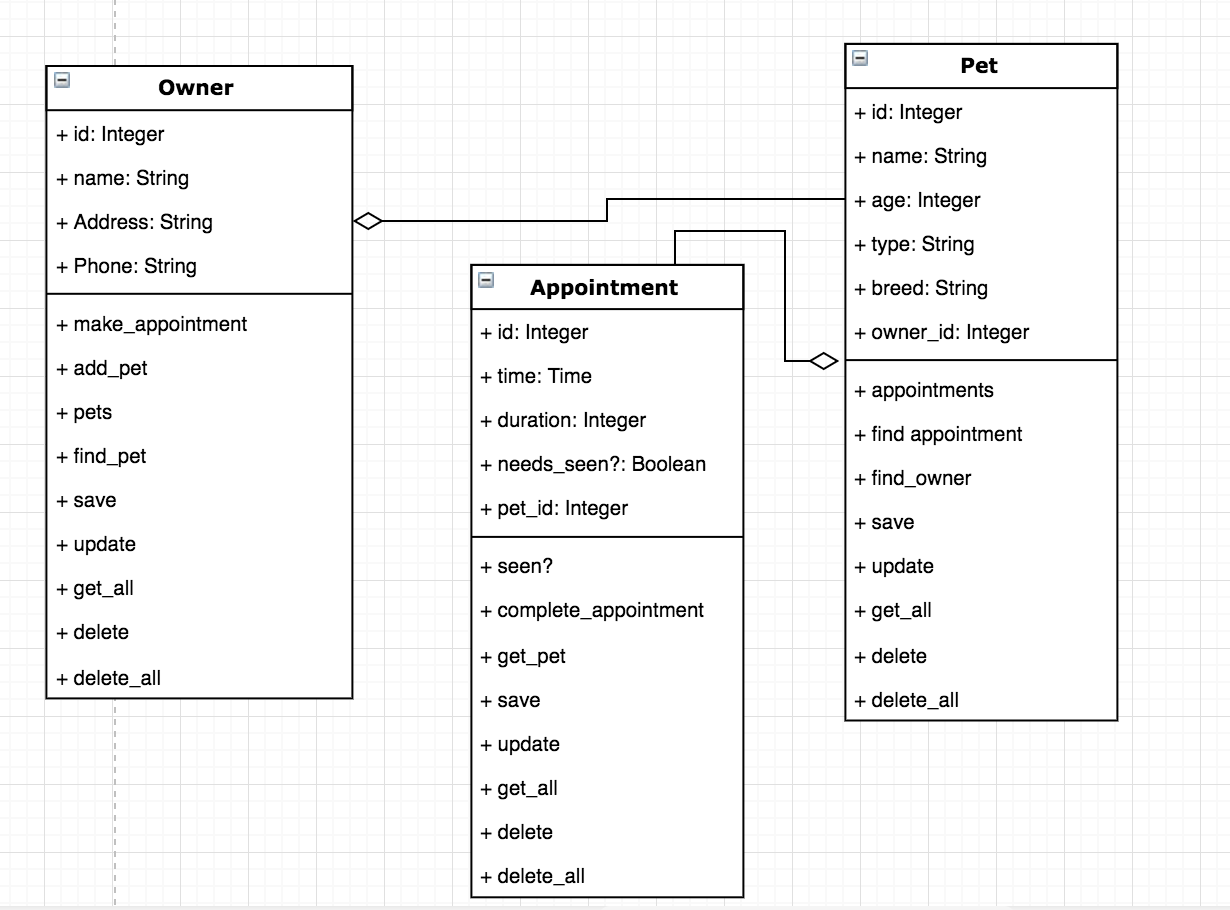 Owner
+ id: Integer
+ name: String
+ Address: String
+ Phone: String
+ make_appointment
+ add_pet
+ pets
+ find_pet
+ save
+ update
+ get_all
+ delete
+ delete_all
Appointment
+ id: Integer
+ time: Time
+ duration: Integer
+ needs_seen?: Boolean
+ pet_id: Integer
+ seen?
+ complete_appointment
+ get_pet
+ save
+ update
+ get_all
+ delete
+ delete_all
Pet
+ id: Integer
+ name: String
+ age: Integer
+ type: String
+ breed: String
+ owner_id: Integer
+ appointments
+ find appointment
+ find_owner
+ save
+ update
+ get_all
+ delete
+ delete_all